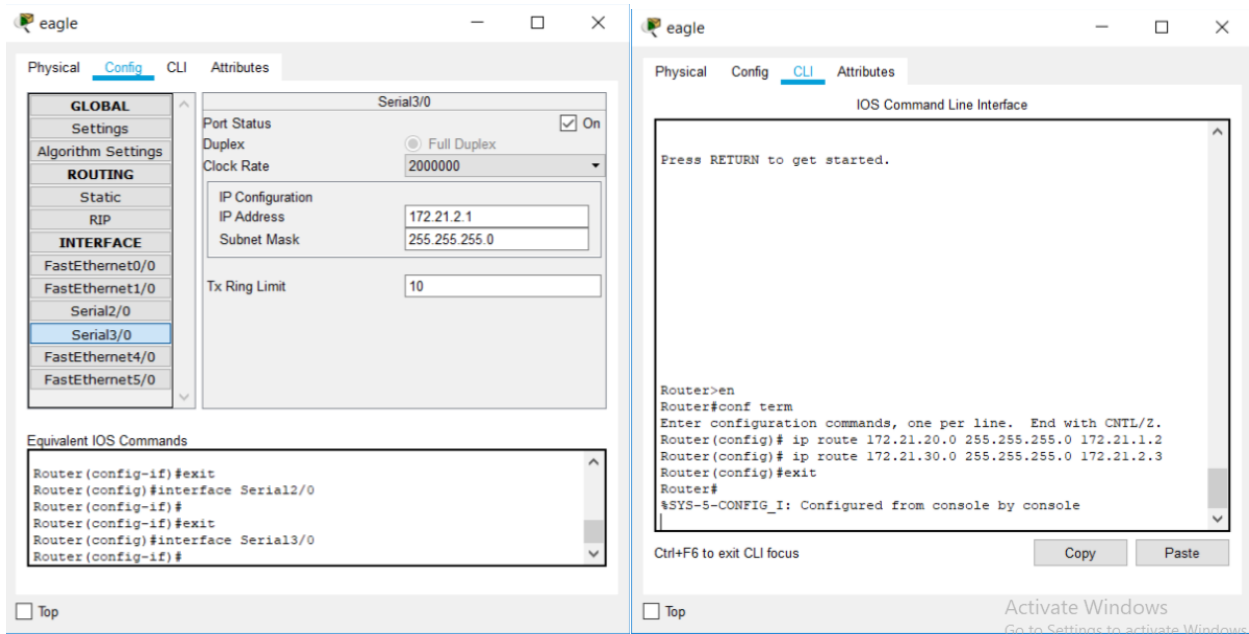 eagle
Physical Config CLI Attributes
GLOBAL
Settings
Algorithm Settings
ROUTING
Static
RIP
INTERFACE
FastEthernet0/0
FastEthernet1/0
Serial2/0
Serial3/0
FastEthernet4/0
FastEthernet5/0
Serial3/0
Port Status On
Duplex Full Duplex
Clock Rate 2000000
IP Configuration
IP Address 172.21.2.1
Subnet Mask 255.255.255.0
Tx Ring Limit 10
Equivalent IOS Commands
Router(config-if)#exit
Router(config)#interface Serial2/0
Router(config-if)#
Router(config-if)#exit
Router(config)#interface Serial3/0
Router(config-if)#
Top
eagle
Physical Config CLI Attributes
IOS Command Line Interface
Press RETURN to get started.
Router>en
Router#conf term
Enter configuration commands, one per line. End with CNTL/Z.
Router(config)# ip route 172.21.20.0 255.255.255.0 172.21.1.2
Router(config)# ip route 172.21.30.0 255.255.255.0 172.21.2.3
Router(config)#exit
Router#
%SYS-5-CONFIG_I: Configured from console by console
Ctrl+F6 to exit CLI focus Copy Paste
Top
Activate Windows
Go to Settings to activate Windows